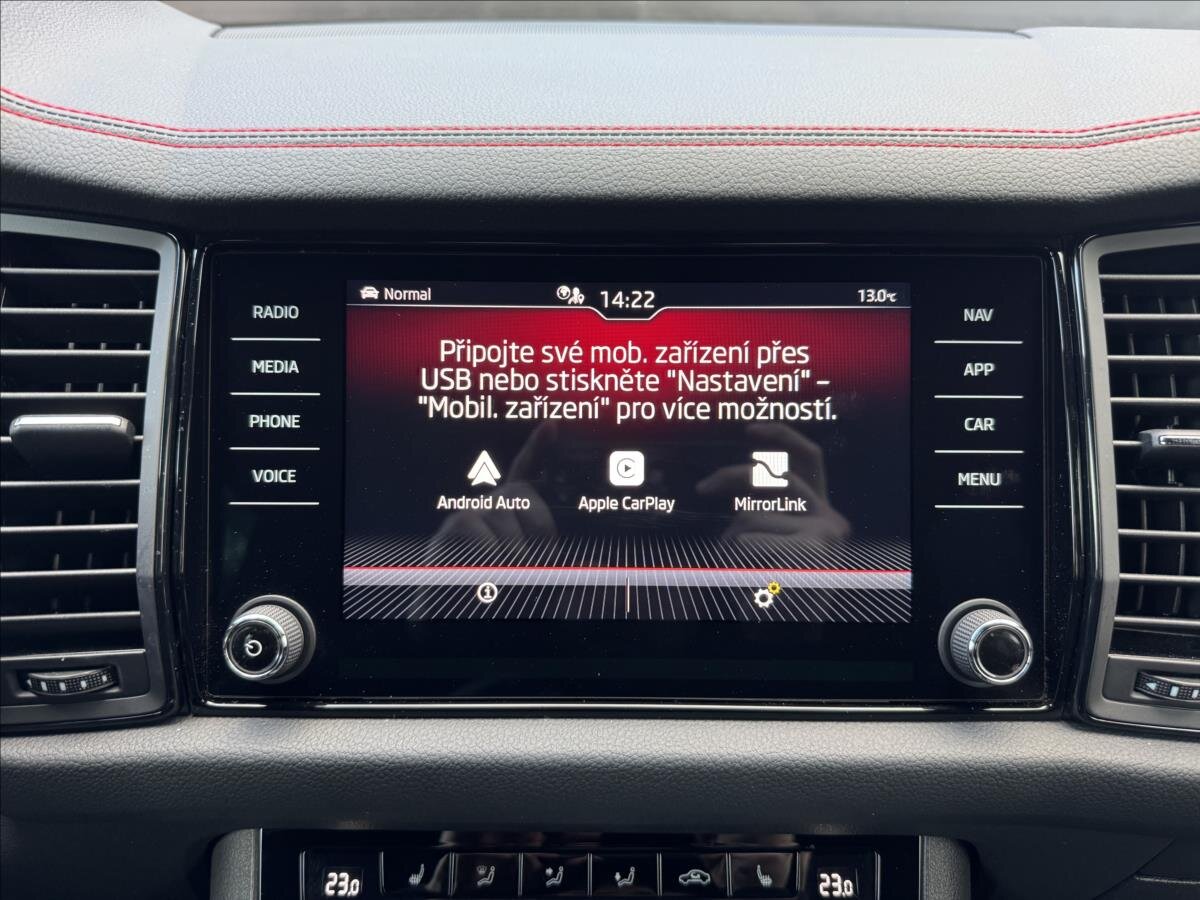 Normal 14:22 13.0°C
RADIO
MEDIA
PHONE
VOICE
Připojte své mob. zařízení přes
USB nebo stiskněte "Nastavení" –
"Mobil. zařízení" pro více možností.
Android Auto Apple CarPlay MirrorLink
NAV
APP
CAR
MENU
23.0 23.0